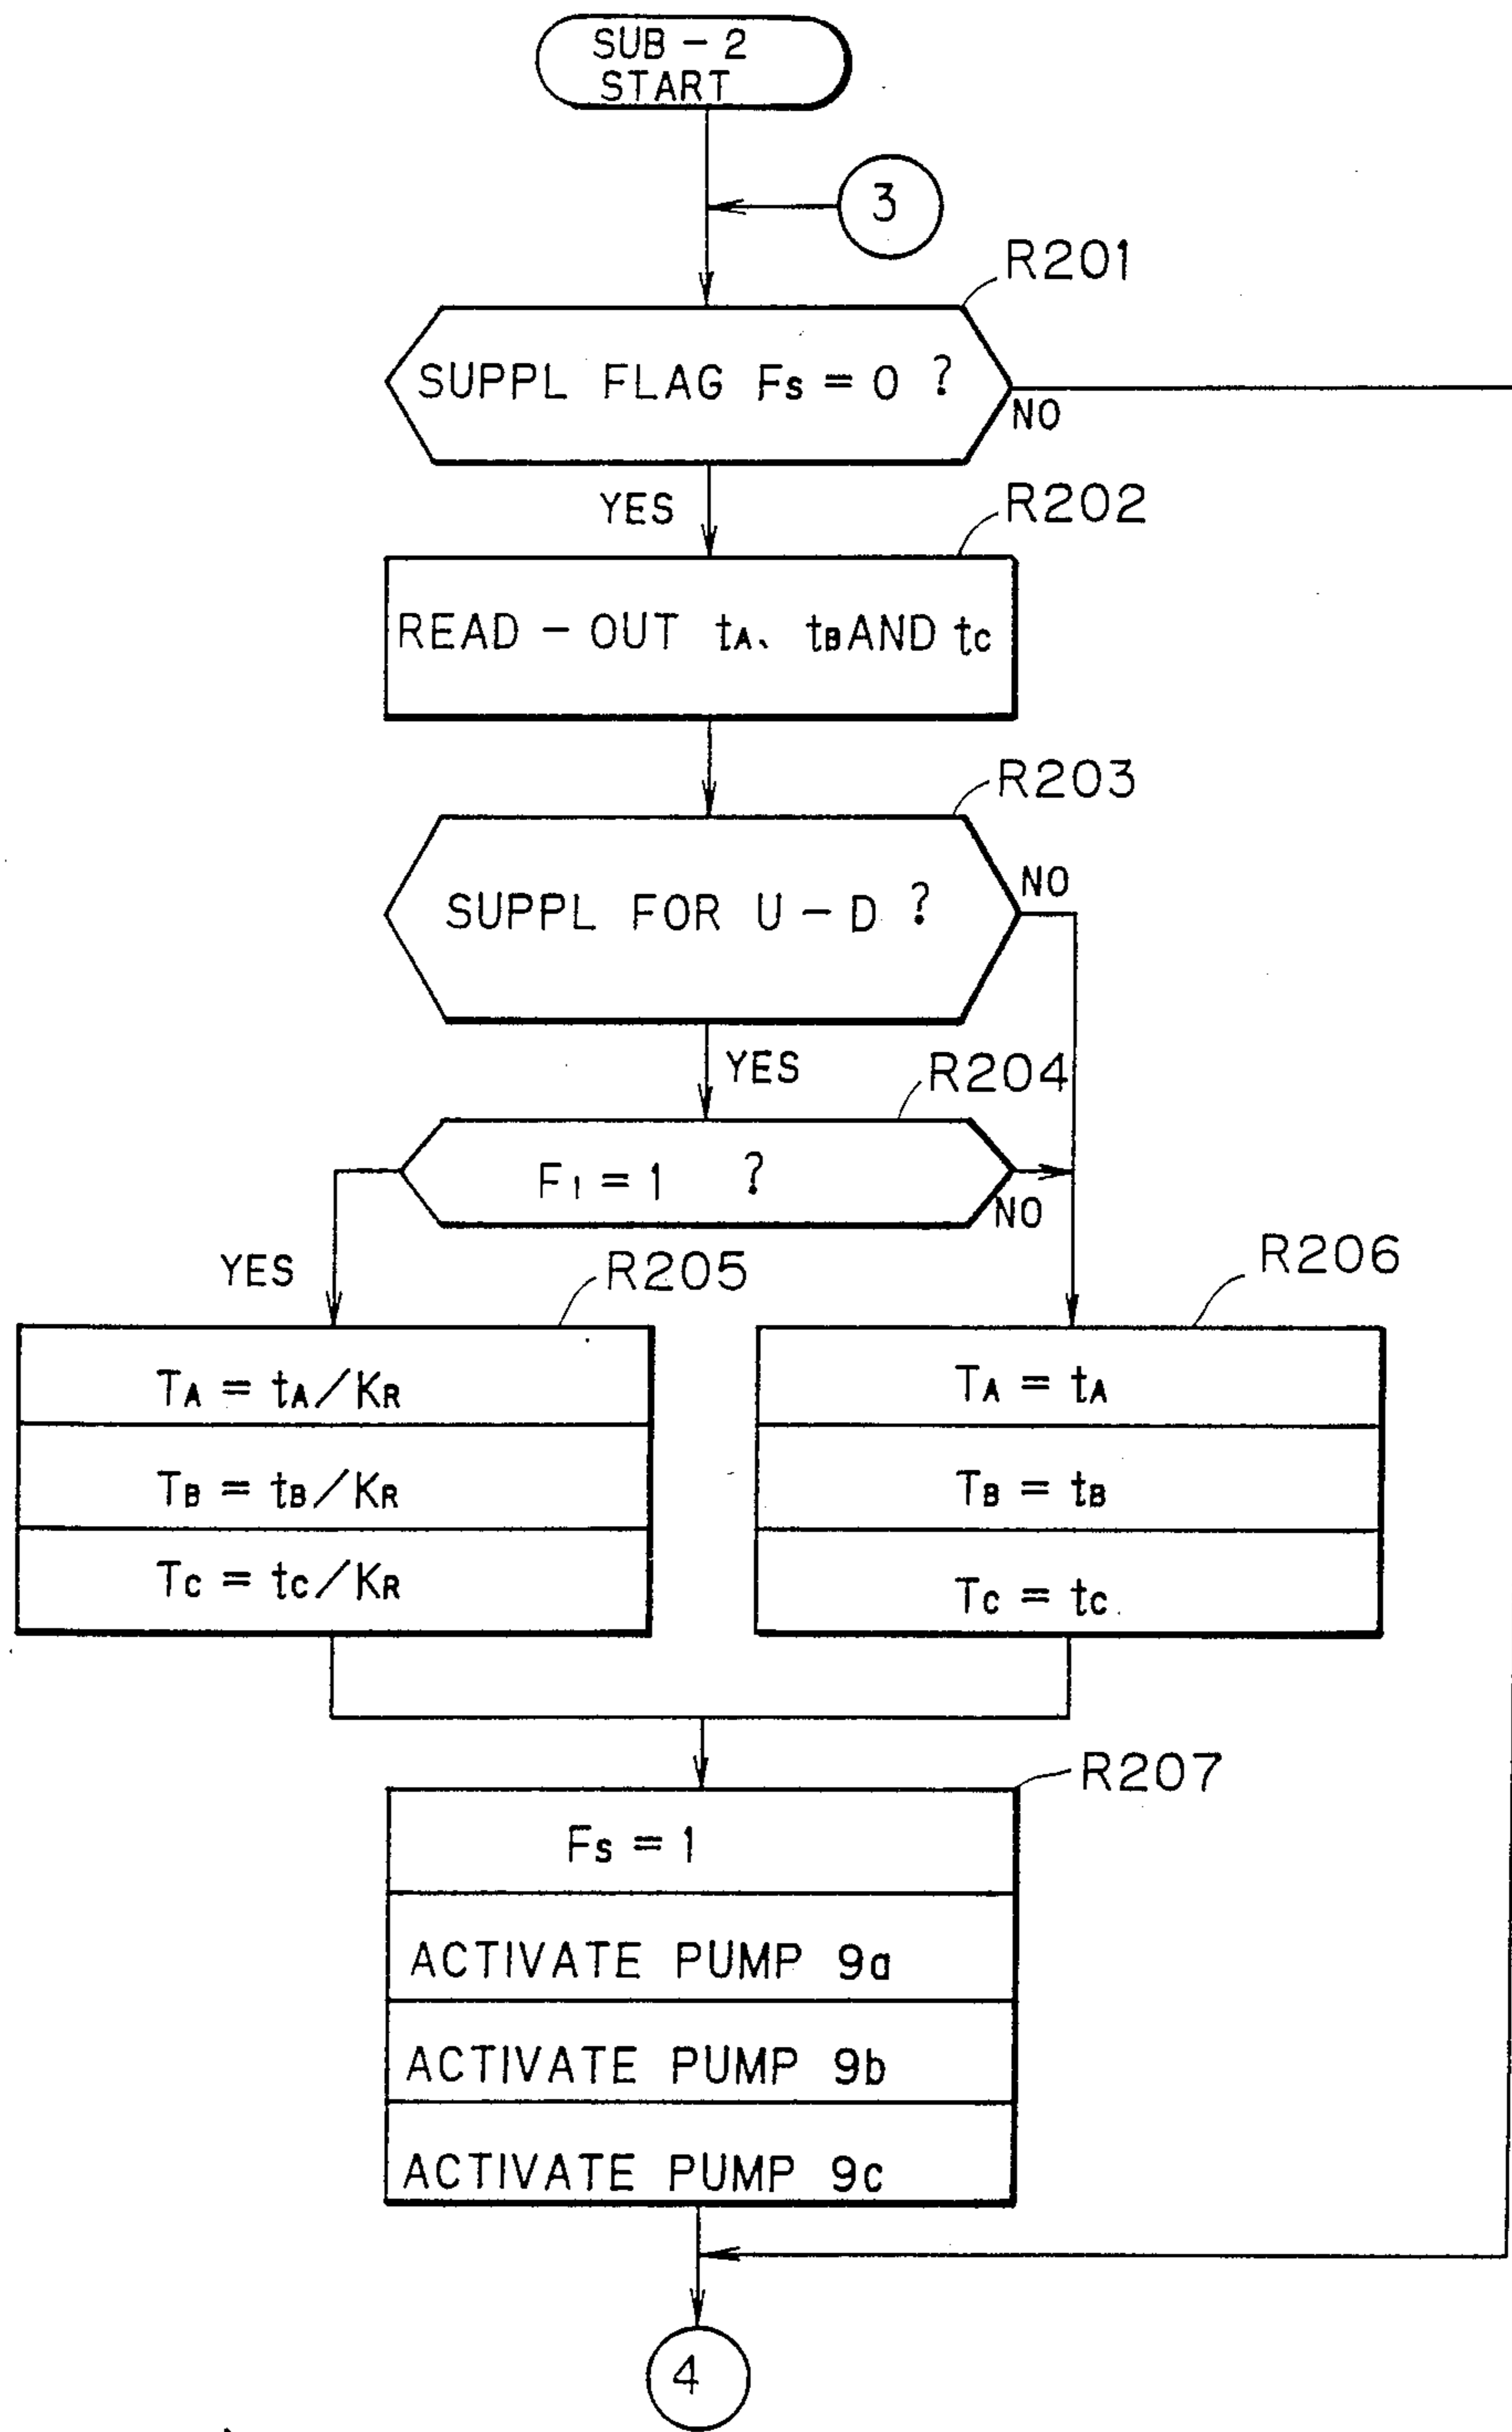 SUB - 2
START
3
R201
SUPPL FLAG Fs = 0 ?
NO
YES
R202
READ - OUT tA、 tB AND tC
R203
SUPPL FOR U - D ?
NO
YES
R204
F1 = 1 ?
NO
YES
R205
R206
TA = tA/KR
TB = tB/KR
TC = tC/KR
TA = tA
TB = tB
TC = tC
R207
Fs = 1
ACTIVATE PUMP 9a
ACTIVATE PUMP 9b
ACTIVATE PUMP 9c
4